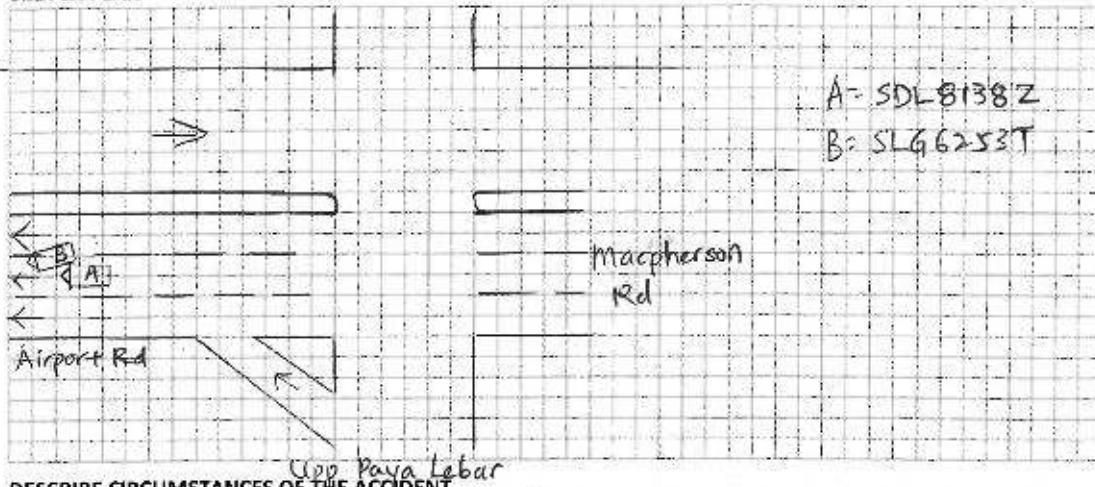 A = SDL8138Z
B = SLG6253T
B
A
Macpherson
Rd
Airport Rd
Upp Paya Lebar
DESCRIBE CIRCUMSTANCES OF THE ACCIDENT